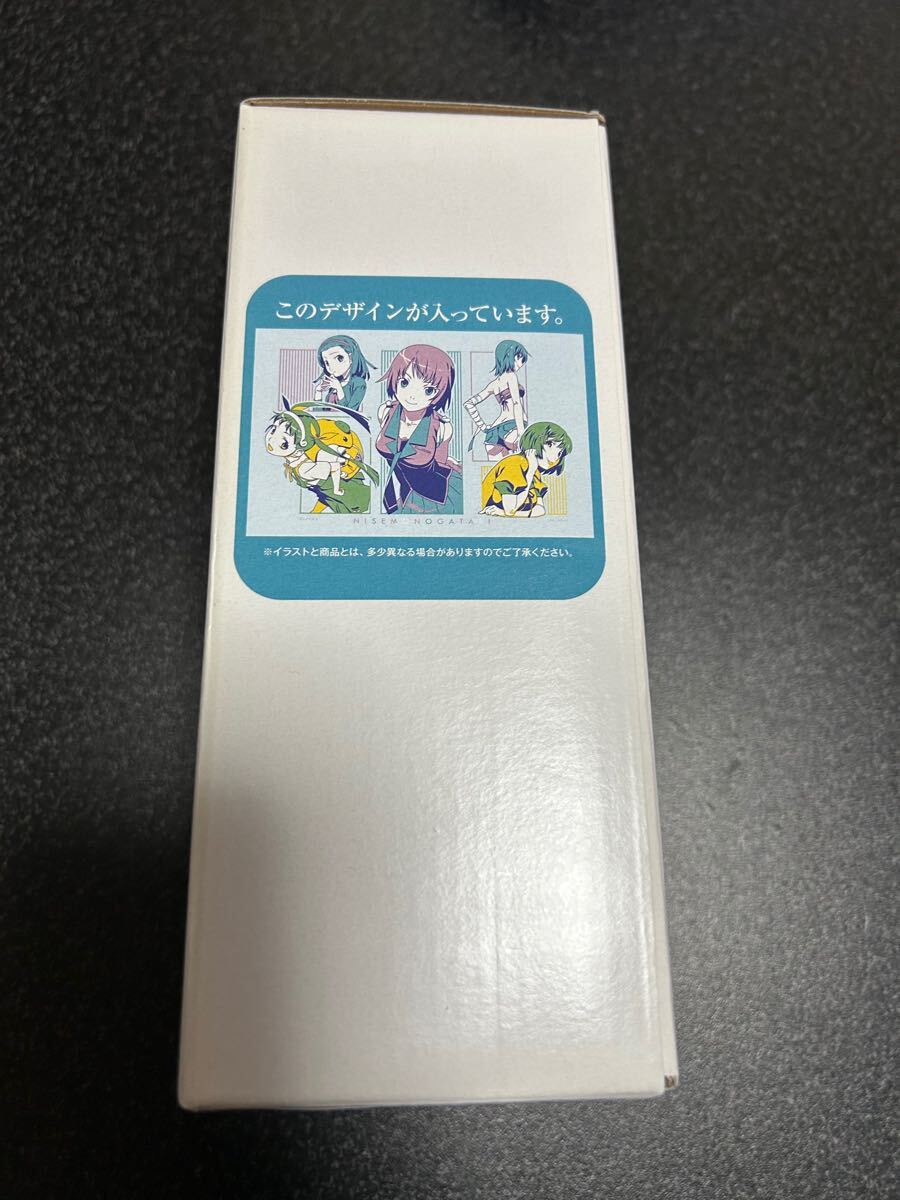 このデザインが入っています。
NISEMONOGATARI
※イラストと商品とは、多少異なる場合がありますのでご了承ください。